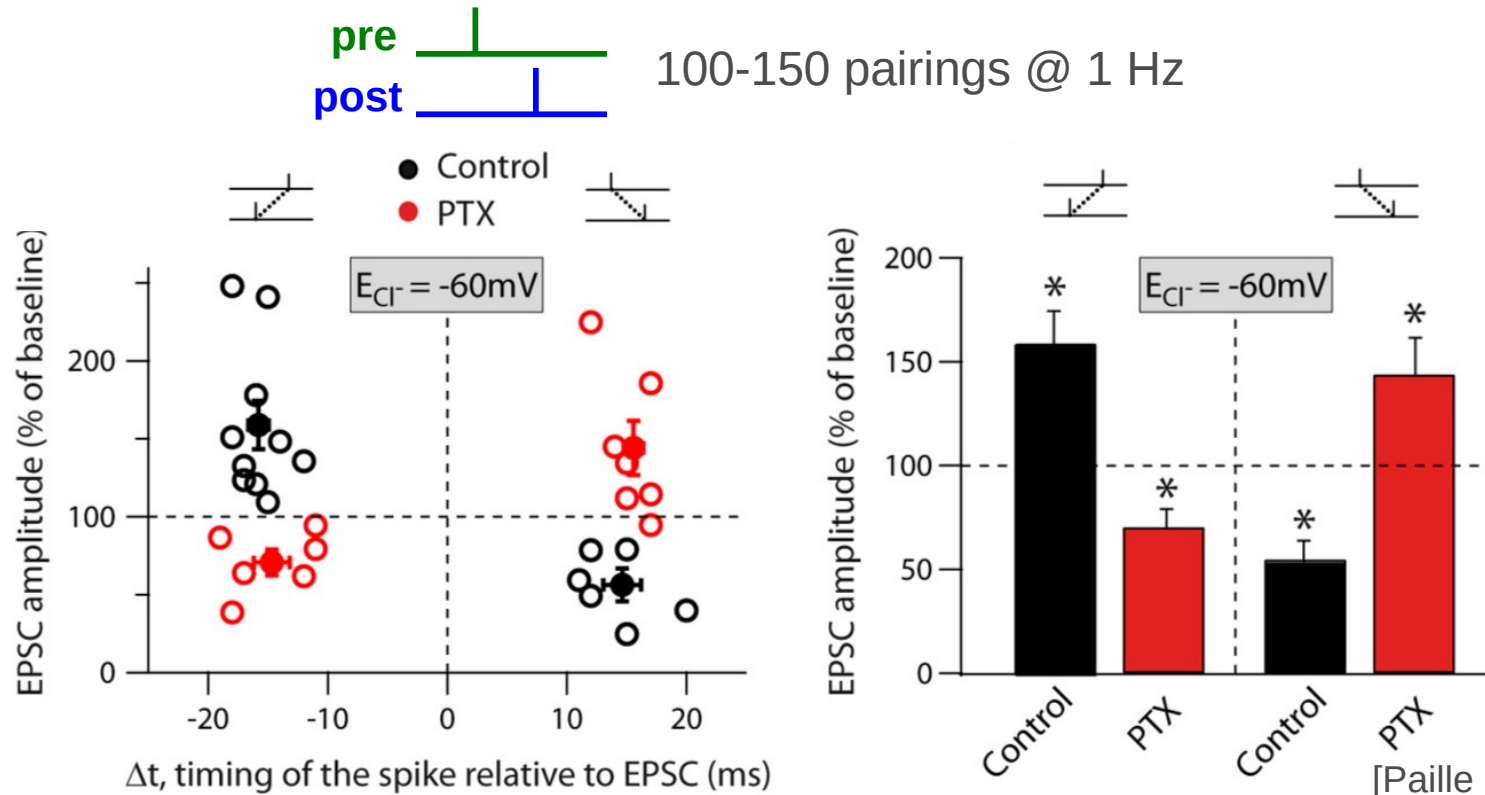 pre
post
100-150 pairings @ 1 Hz
Control
PTX
EPSC amplitude (% of baseline)
E_Cl⁻ = -60mV
200
100
0
-20
-10
0
10
20
Δt, timing of the spike relative to EPSC (ms)
EPSC amplitude (% of baseline)
E_Cl⁻ = -60mV
200
150
100
50
0
*
*
*
*
Control
PTX
Control
PTX
[Paille